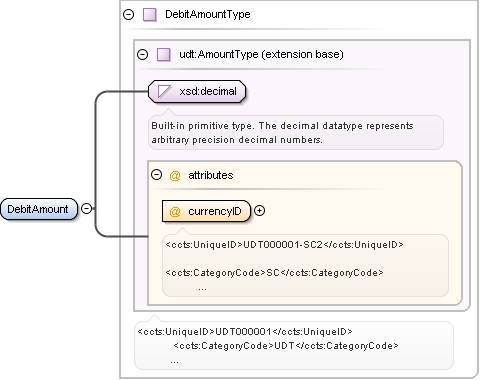 DebitAmountType
udt:AmountType (extension base)
xsd:decimal
Built-in primitive type. The decimal datatype represents
arbitrary precision decimal numbers.
@ attributes
DebitAmount
@ currencyID
<ccts:UniqueID>UDT000001-SC2</ccts:UniqueID>
<ccts:CategoryCode>SC</ccts:CategoryCode>
...
<ccts:UniqueID>UDT000001</ccts:UniqueID>
<ccts:CategoryCode>UDT</ccts:CategoryCode>
...